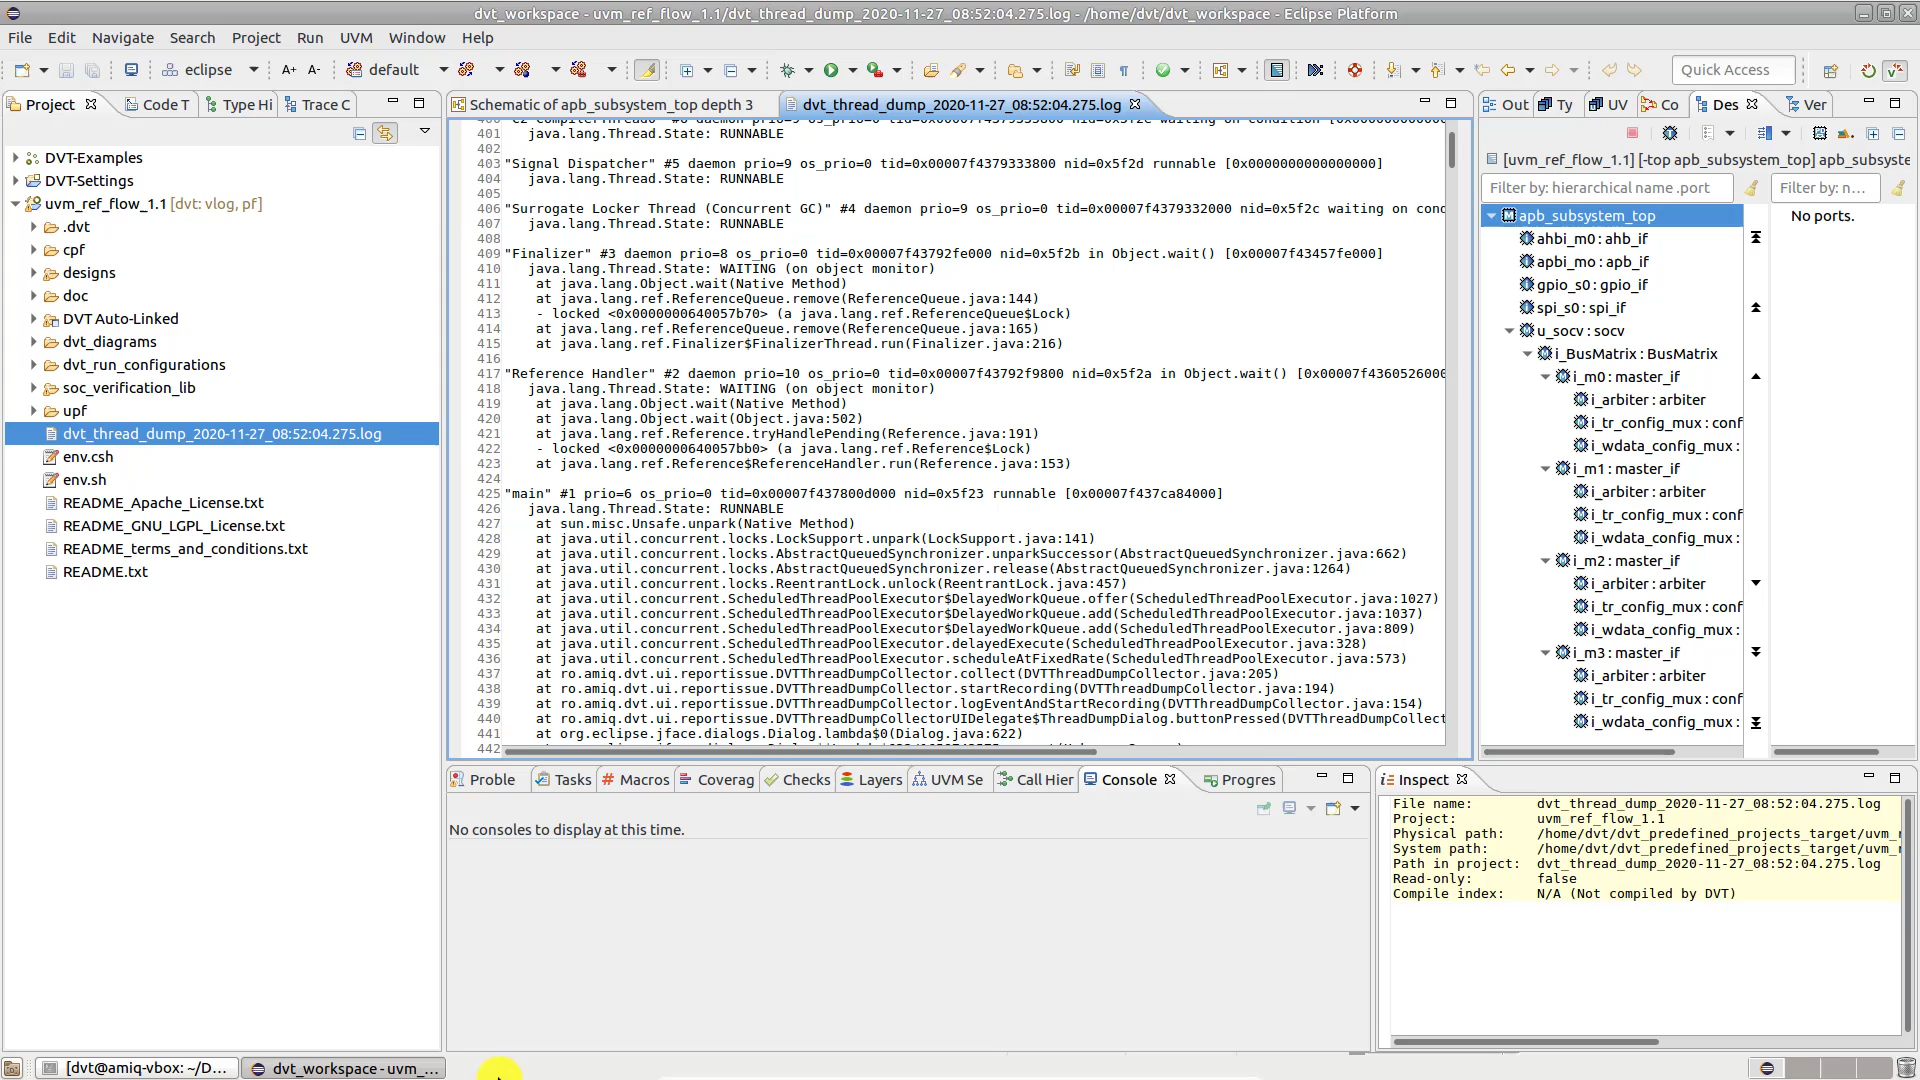 dvt_workspace - uvm_ref_flow_1.1/dvt_thread_dump_2020-11-27_08:52:04.275.log - /home/dvt/dvt_workspace - Eclipse Platform
File Edit Navigate Search Project Run UVM Window Help
eclipse A+ A- default Quick Access
Project Code T Type Hi Trace C
DVT-Examples
DVT-Settings
uvm_ref_flow_1.1 [dvt: vlog, pf]
.dvt
cpf
designs
doc
DVT Auto-Linked
dvt_diagrams
dvt_run_configurations
soc_verification_lib
upf
dvt_thread_dump_2020-11-27_08:52:04.275.log
env.csh
env.sh
README_Apache_License.txt
README_GNU_LGPL_License.txt
README_terms_and_conditions.txt
README.txt
Schematic of apb_subsystem_top depth 3 dvt_thread_dump_2020-11-27_08:52:04.275.log
401 java.lang.Thread.State: RUNNABLE
402
403 "Signal Dispatcher" #5 daemon prio=9 os_prio=0 tid=0x00007f4379333800 nid=0x5f2d runnable [0x0000000000000000]
404 java.lang.Thread.State: RUNNABLE
405
406 "Surrogate Locker Thread (Concurrent GC)" #4 daemon prio=9 os_prio=0 tid=0x00007f4379332000 nid=0x5f2c waiting on conc
407 java.lang.Thread.State: RUNNABLE
408
409 "Finalizer" #3 daemon prio=8 os_prio=0 tid=0x00007f43792fe000 nid=0x5f2b in Object.wait() [0x00007f43457fe000]
410 java.lang.Thread.State: WAITING (on object monitor)
411 at java.lang.Object.wait(Native Method)
412 at java.lang.ref.ReferenceQueue.remove(ReferenceQueue.java:144)
413 - locked <0x0000000640057b70> (a java.lang.ref.ReferenceQueue$Lock)
414 at java.lang.ref.ReferenceQueue.remove(ReferenceQueue.java:165)
415 at java.lang.ref.Finalizer$FinalizerThread.run(Finalizer.java:216)
416
417 "Reference Handler" #2 daemon prio=10 os_prio=0 tid=0x00007f43792f9800 nid=0x5f2a in Object.wait() [0x00007f4360526000
418 java.lang.Thread.State: WAITING (on object monitor)
419 at java.lang.Object.wait(Native Method)
420 at java.lang.Object.wait(Object.java:502)
421 at java.lang.ref.Reference.tryHandlePending(Reference.java:191)
422 - locked <0x0000000640057bb0> (a java.lang.ref.Reference$Lock)
423 at java.lang.ref.Reference$ReferenceHandler.run(Reference.java:153)
424
425 "main" #1 prio=6 os_prio=0 tid=0x00007f437800d000 nid=0x5f23 runnable [0x00007f437ca84000]
426 java.lang.Thread.State: RUNNABLE
427 at sun.misc.Unsafe.unpark(Native Method)
428 at java.util.concurrent.locks.LockSupport.unpark(LockSupport.java:141)
429 at java.util.concurrent.locks.AbstractQueuedSynchronizer.unparkSuccessor(AbstractQueuedSynchronizer.java:662)
430 at java.util.concurrent.locks.AbstractQueuedSynchronizer.release(AbstractQueuedSynchronizer.java:1264)
431 at java.util.concurrent.locks.ReentrantLock.unlock(ReentrantLock.java:457)
432 at java.util.concurrent.ScheduledThreadPoolExecutor$DelayedWorkQueue.offer(ScheduledThreadPoolExecutor.java:1027)
433 at java.util.concurrent.ScheduledThreadPoolExecutor$DelayedWorkQueue.add(ScheduledThreadPoolExecutor.java:1037)
434 at java.util.concurrent.ScheduledThreadPoolExecutor$DelayedWorkQueue.add(ScheduledThreadPoolExecutor.java:809)
435 at java.util.concurrent.ScheduledThreadPoolExecutor.delayedExecute(ScheduledThreadPoolExecutor.java:328)
436 at java.util.concurrent.ScheduledThreadPoolExecutor.scheduleAtFixedRate(ScheduledThreadPoolExecutor.java:573)
437 at ro.amiq.dvt.ui.reportissue.DVTThreadDumpCollector.collect(DVTThreadDumpCollector.java:205)
438 at ro.amiq.dvt.ui.reportissue.DVTThreadDumpCollector.startRecording(DVTThreadDumpCollector.java:194)
439 at ro.amiq.dvt.ui.reportissue.DVTThreadDumpCollector.logEventAndStartRecording(DVTThreadDumpCollector.java:154)
440 at ro.amiq.dvt.ui.reportissue.DVTThreadDumpCollectorUIDelegate$ThreadDumpDialog.buttonPressed(DVTThreadDumpCollect
441 at org.eclipse.jface.dialogs.Dialog.lambda$0(Dialog.java:622)
442
Out Ty UV Co Des Ver
[uvm_ref_flow_1.1] [-top apb_subsystem_top] apb_subsyste
Filter by: hierarchical name .port Filter by: n...
No ports.
apb_subsystem_top
ahbi_m0 : ahb_if
apbi_mo : apb_if
gpio_s0 : gpio_if
spi_s0 : spi_if
u_socv : socv
i_BusMatrix : BusMatrix
i_m0 : master_if
i_arbiter : arbiter
i_tr_config_mux : conf
i_wdata_config_mux :
i_m1 : master_if
i_arbiter : arbiter
i_tr_config_mux : conf
i_wdata_config_mux :
i_m2 : master_if
i_arbiter : arbiter
i_tr_config_mux : conf
i_wdata_config_mux :
i_m3 : master_if
i_arbiter : arbiter
i_tr_config_mux : conf
i_wdata_config_mux :
Proble Tasks Macros Coverag Checks Layers UVM Se Call Hier Console Progres
No consoles to display at this time.
Inspect
File name: dvt_thread_dump_2020-11-27_08:52:04.275.log
Project: uvm_ref_flow_1.1
Physical path: /home/dvt/dvt_predefined_projects_target/uvm_r
System path: /home/dvt/dvt_predefined_projects_target/uvm_r
Path in project: dvt_thread_dump_2020-11-27_08:52:04.275.log
Read-only: false
Compile index: N/A (Not compiled by DVT)
[dvt@amiq-vbox: ~/D... dvt_workspace - uvm_...